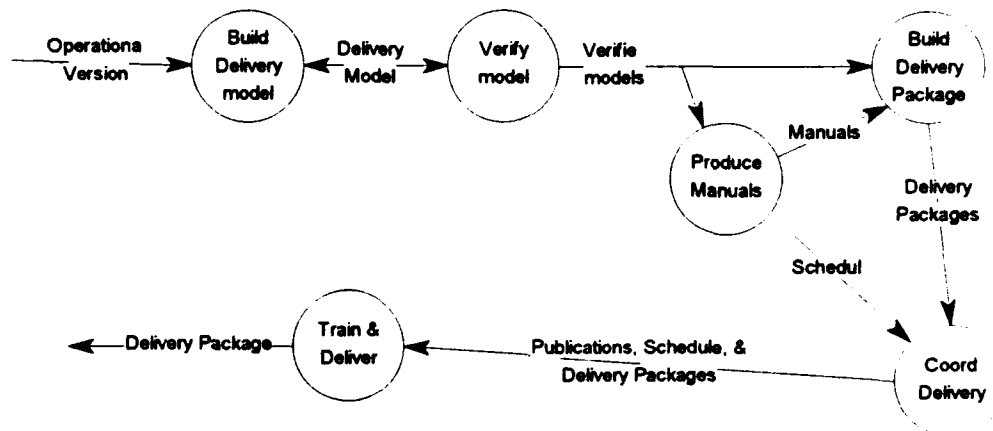 Operationa
Version
Build
Delivery
model
Delivery
Model
Verify
model
Verifie
models
Build
Delivery
Package
Produce
Manuals
Manuals
Delivery
Packages
Schedul
Delivery Package
Train &
Deliver
Publications, Schedule, &
Delivery Packages
Coord
Delivery